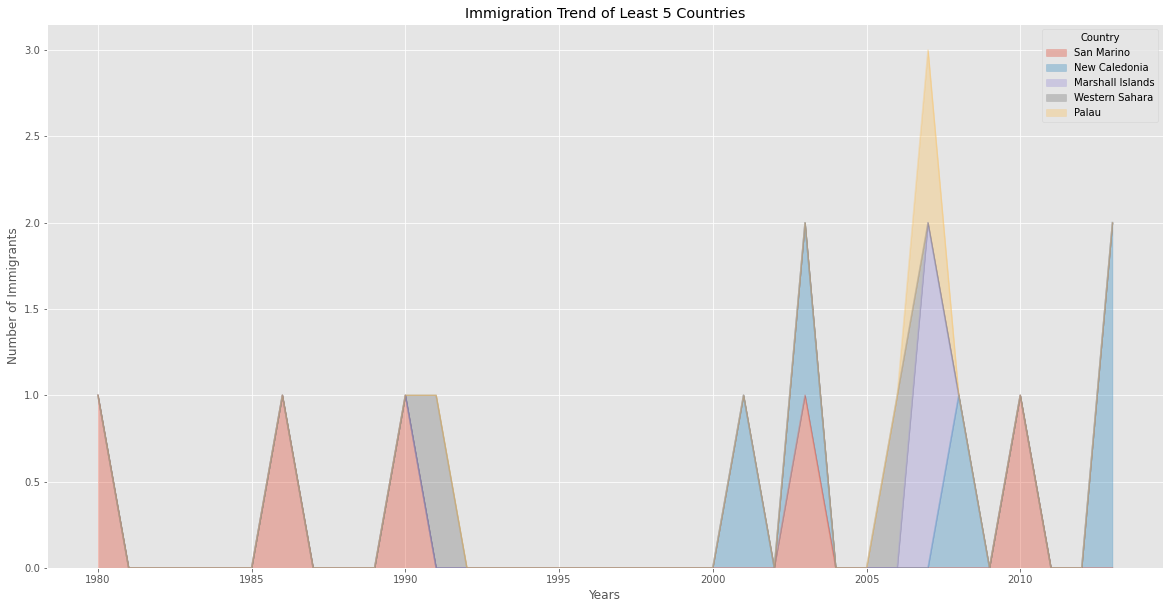 Immigration Trend of Least 5 Countries
Country
San Marino
New Caledonia
Marshall Islands
Western Sahara
Palau
Number of Immigrants
3.0
2.5
2.0
1.5
1.0
0.5
0.0
1980 1985 1990 1995 2000 2005 2010
Years